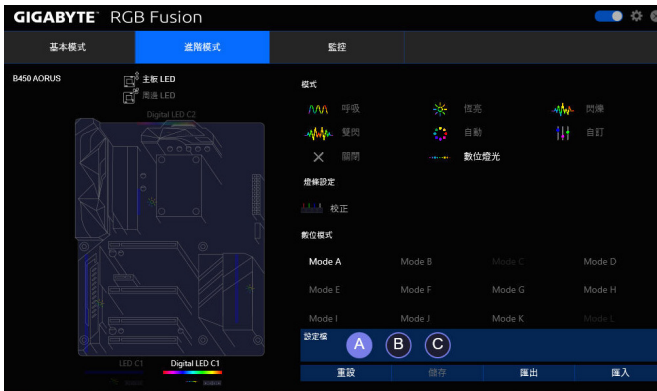 GIGABYTE RGB Fusion
基本模式 進階模式 監控
B450 AORUS
主板 LED
周邊 LED
Digital LED C2
LED C1 Digital LED C1
模式
呼吸 恆亮 閃爍
雙閃 自動 自訂
關閉 數位燈光
燈條設定
校正
數位模式
Mode A Mode B Mode C Mode D
Mode E Mode F Mode G Mode H
Mode I Mode J Mode K Mode L
設定檔
A B C
重設 儲存 匯出 匯入